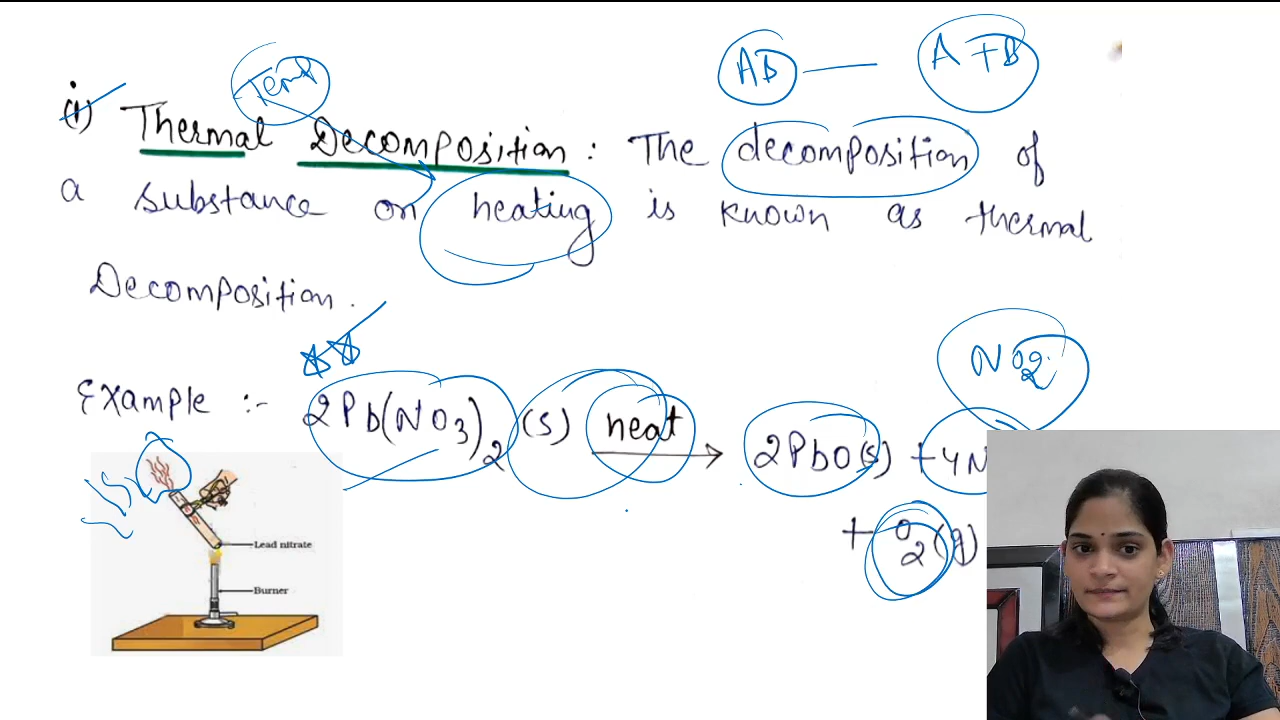 AB — A + B
Temp
(i) Thermal Decomposition : The decomposition of
a substance on heating is known as thermal
Decomposition.
NO2
Example :- 2Pb(NO3)2 (s) heat → 2PbO(s) + 4N
+ O2(g)
Lead nitrate
Burner